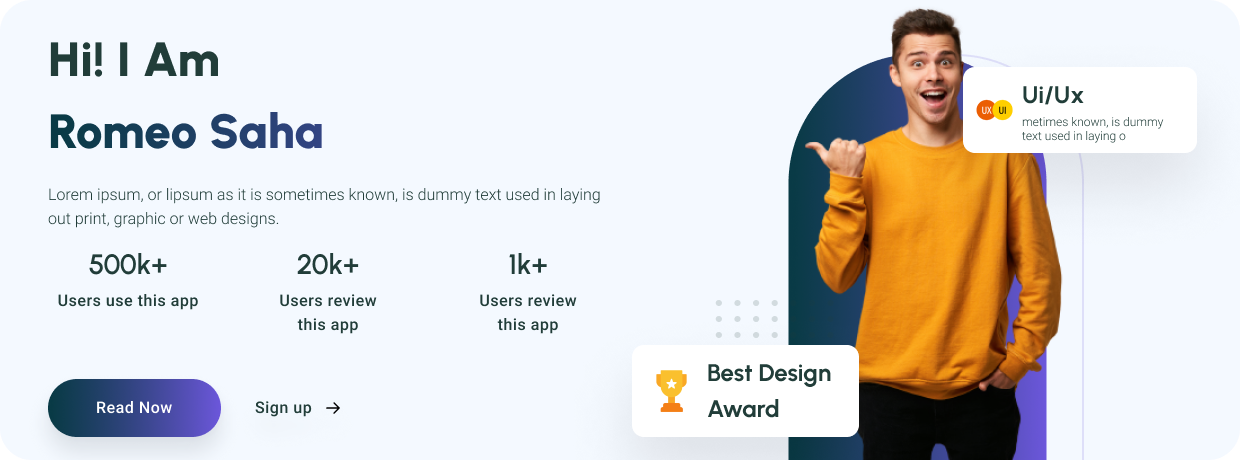 Hi! I Am
Romeo Saha
Lorem ipsum, or lipsum as it is sometimes known, is dummy text used in laying
out print, graphic or web designs.
500k+
Users use this app
20k+
Users review
this app
1k+
Users review
this app
Read Now
Sign up
UX UI
Ui/Ux
metimes known, is dummy
text used in laying o
Best Design
Award